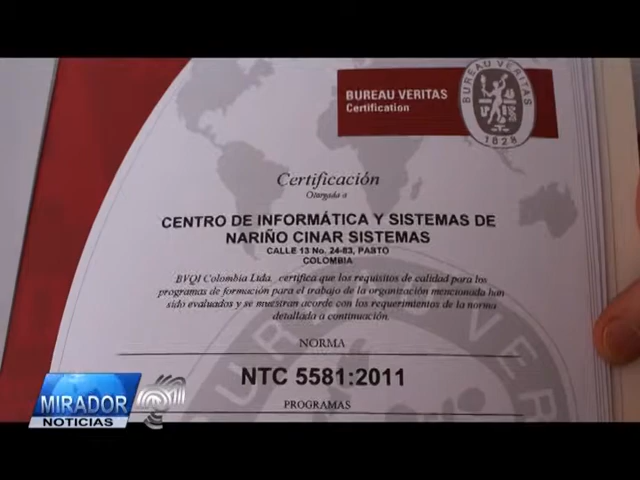 BUREAU VERITAS
Certification
BUREAU VERITAS
1828
Certificación
Otorgada a
CENTRO DE INFORMÁTICA Y SISTEMAS DE
NARIÑO CINAR SISTEMAS
CALLE 13 No. 24-83, PASTO
COLOMBIA
BVQI Colombia Ltda., certifica que los requisitos de calidad para los
programas de formación para el trabajo de la organización mencionada han
sido evaluados y se muestran acorde con los requerimientos de la norma
detallada a continuación.
NORMA
NTC 5581:2011
PROGRAMAS
MIRADOR
NOTICIAS